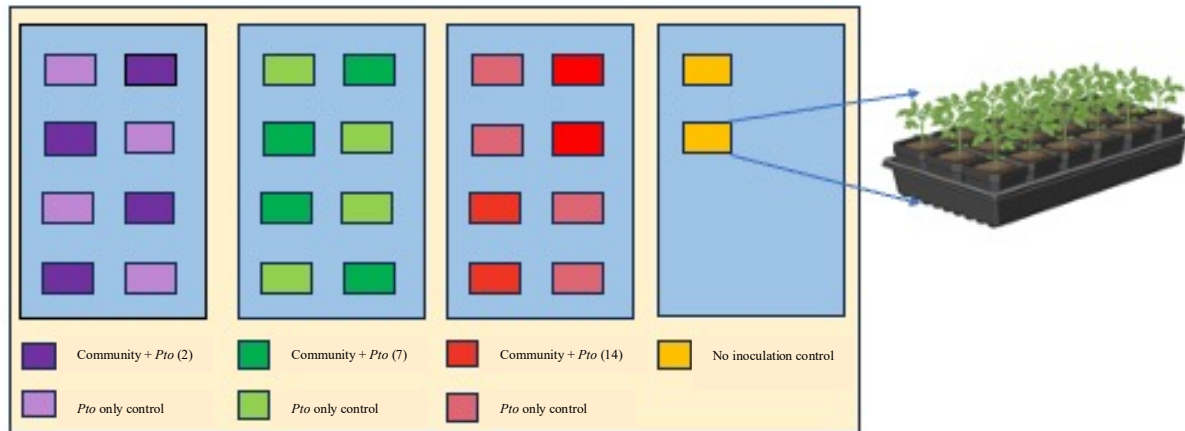 Community + Pto (2)
Community + Pto (7)
Community + Pto (14)
No inoculation control
Pto only control
Pto only control
Pto only control